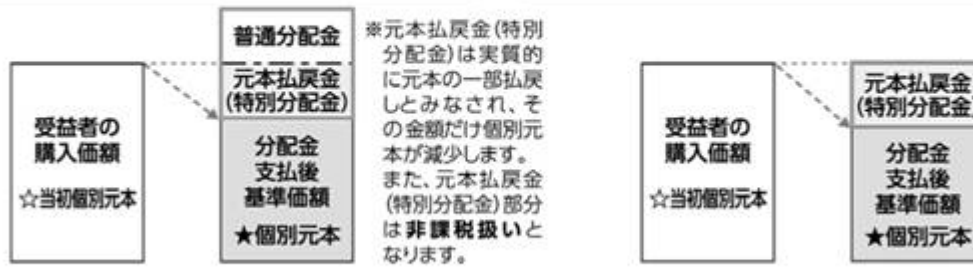 普通分配金
元本払戻金
(特別分配金)
受益者の
購入価額
☆当初個別元本
分配金
支払後
基準価額
★個別元本
※元本払戻金(特別
分配金)は実質的
に元本の一部払戻
しとみなされ、そ
の金額だけ個別元
本が減少します。
また、元本払戻金
(特別分配金)部分
は非課税扱いと
なります。
受益者の
購入価額
☆当初個別元本
元本払戻金
(特別分配金
分配金
支払後
基準価額
★個別元本